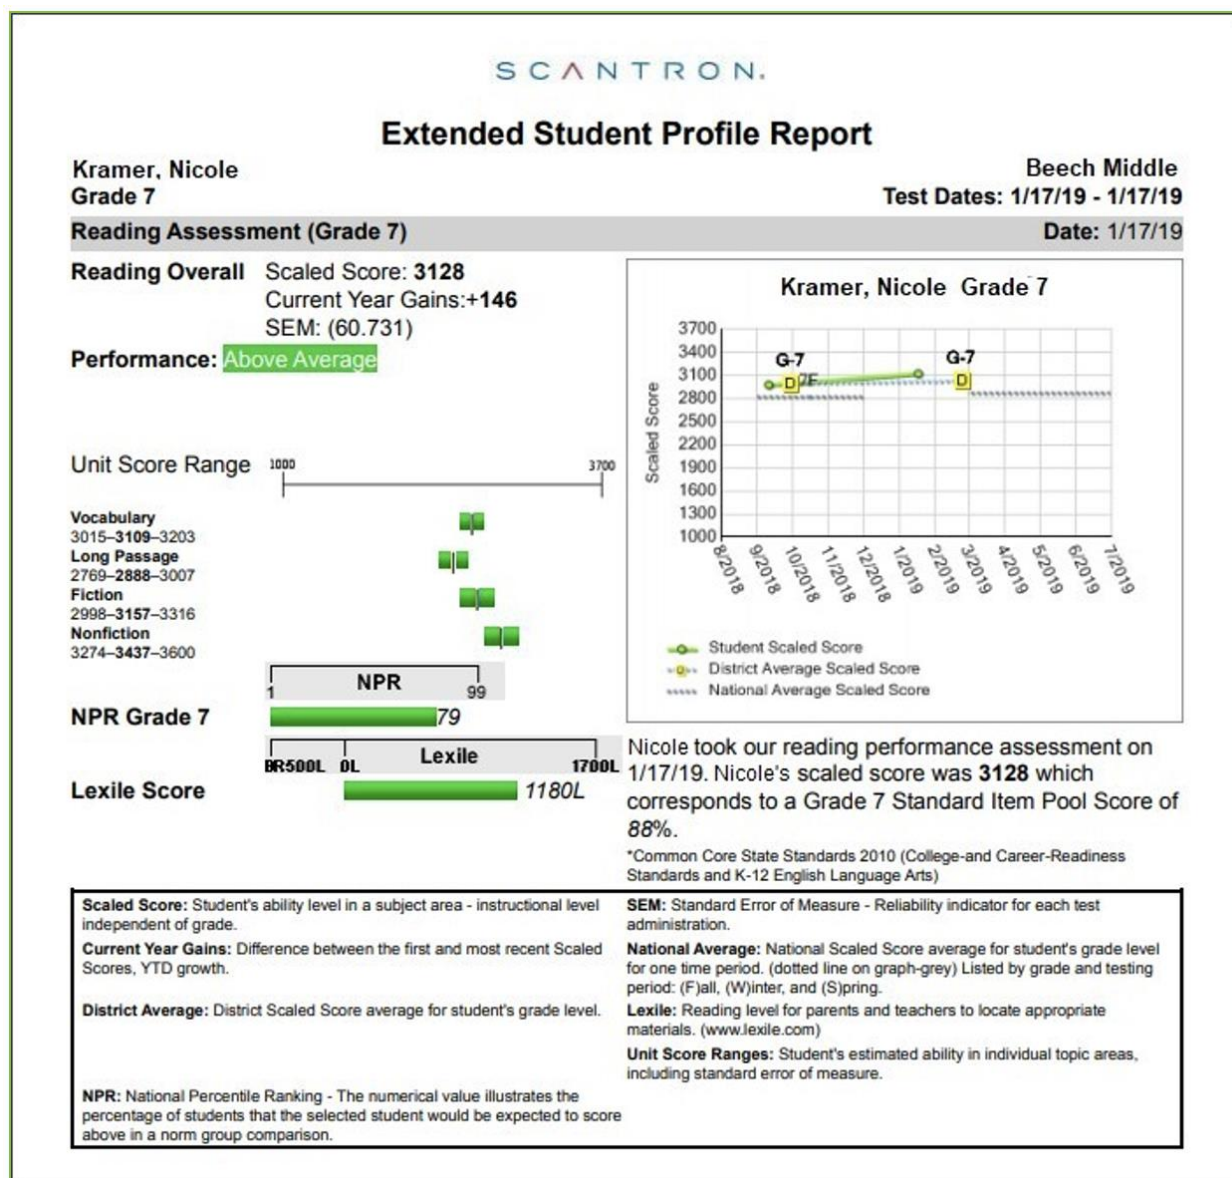 SCANTRON.
Extended Student Profile Report
Kramer, Nicole
Beech Middle
Grade 7
Test Dates: 1/17/19 - 1/17/19
Reading Assessment (Grade 7)
Date: 1/17/19
Reading Overall
Scaled Score: 3128
Current Year Gains:+146
SEM: (60.731)
Performance: Above Average
Unit Score Range
1000
3700
Vocabulary
3015–3109–3203
Long Passage
2769–2888–3007
Fiction
2998–3157–3316
Nonfiction
3274–3437–3600
NPR
1
99
NPR Grade 7
79
BR500L
0L
Lexile
1700L
Lexile Score
1180L
Kramer, Nicole Grade 7
Scaled Score
3700
3400
3100
2800
2500
2200
1900
1600
1300
1000
G-7
D
7F
G-7
D
8/2018
9/2018
10/2018
11/2018
12/2018
1/2019
2/2019
3/2019
4/2019
5/2019
6/2019
7/2019
Student Scaled Score
D
District Average Scaled Score
National Average Scaled Score
Nicole took our reading performance assessment on
1/17/19. Nicole's scaled score was 3128 which
corresponds to a Grade 7 Standard Item Pool Score of
88%.
*Common Core State Standards 2010 (College-and Career-Readiness
Standards and K-12 English Language Arts)
Scaled Score: Student's ability level in a subject area - instructional level
independent of grade.
Current Year Gains: Difference between the first and most recent Scaled
Scores, YTD growth.
District Average: District Scaled Score average for student's grade level.
NPR: National Percentile Ranking - The numerical value illustrates the
percentage of students that the selected student would be expected to score
above in a norm group comparison.
SEM: Standard Error of Measure - Reliability indicator for each test
administration.
National Average: National Scaled Score average for student's grade level
for one time period. (dotted line on graph-grey) Listed by grade and testing
period: (F)all, (W)inter, and (S)pring.
Lexile: Reading level for parents and teachers to locate appropriate
materials. (www.lexile.com)
Unit Score Ranges: Student's estimated ability in individual topic areas,
including standard error of measure.